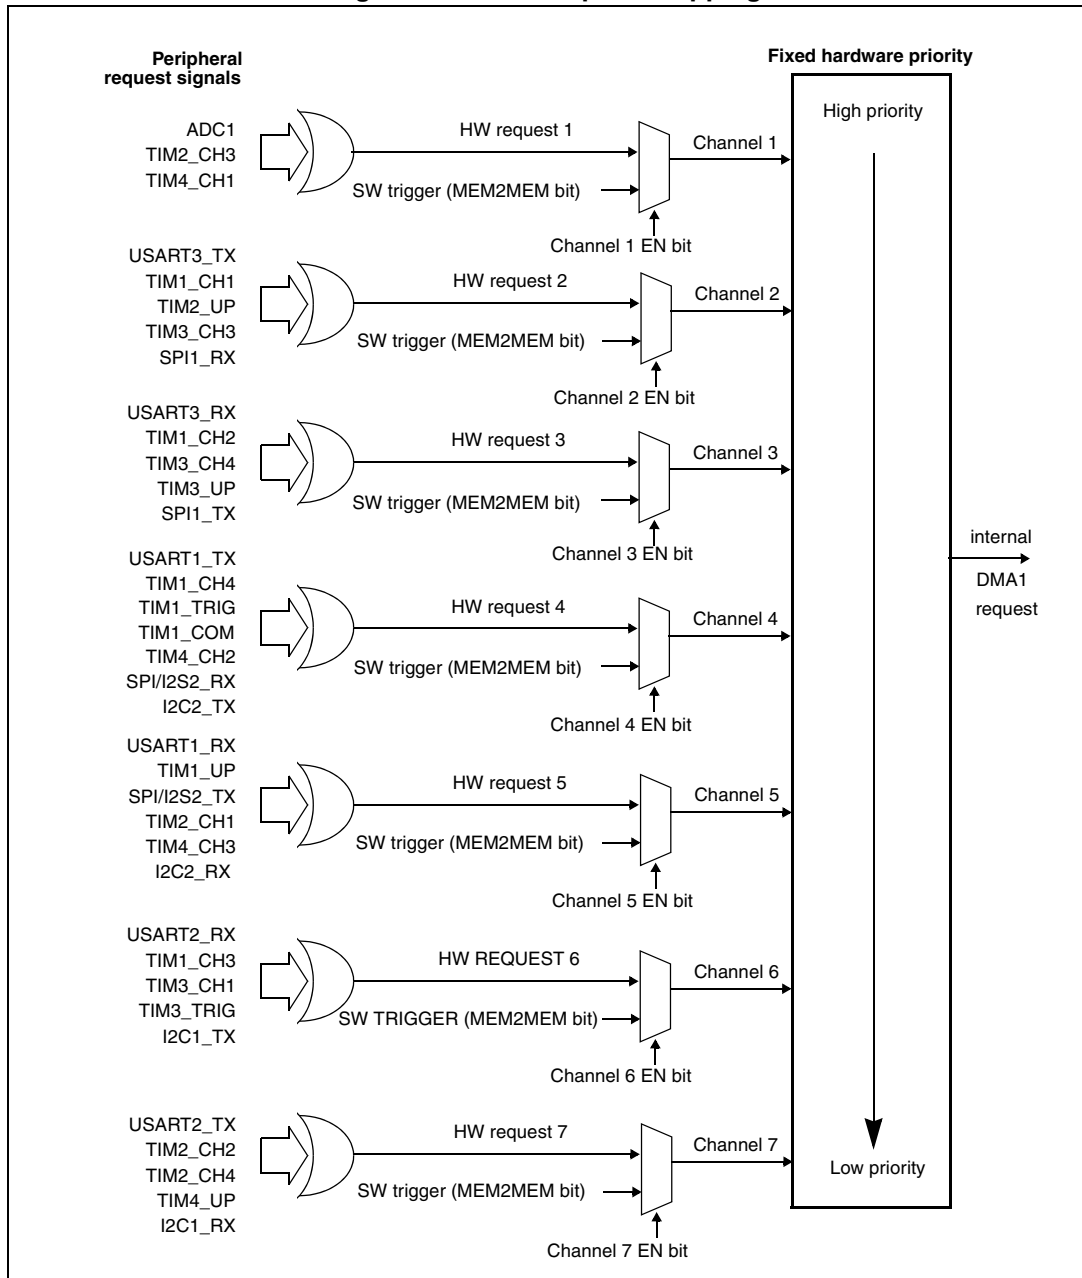 Peripheral
request signals
Fixed hardware priority
High priority
ADC1
TIM2_CH3
TIM4_CH1
HW request 1
SW trigger (MEM2MEM bit)
Channel 1
Channel 1 EN bit
USART3_TX
TIM1_CH1
TIM2_UP
TIM3_CH3
SPI1_RX
HW request 2
SW trigger (MEM2MEM bit)
Channel 2
Channel 2 EN bit
USART3_RX
TIM1_CH2
TIM3_CH4
TIM3_UP
SPI1_TX
HW request 3
SW trigger (MEM2MEM bit)
Channel 3
Channel 3 EN bit
internal
DMA1
request
USART1_TX
TIM1_CH4
TIM1_TRIG
TIM1_COM
TIM4_CH2
SPI/I2S2_RX
I2C2_TX
HW request 4
SW trigger (MEM2MEM bit)
Channel 4
Channel 4 EN bit
USART1_RX
TIM1_UP
SPI/I2S2_TX
TIM2_CH1
TIM4_CH3
I2C2_RX
HW request 5
SW trigger (MEM2MEM bit)
Channel 5
Channel 5 EN bit
USART2_RX
TIM1_CH3
TIM3_CH1
TIM3_TRIG
I2C1_TX
HW REQUEST 6
SW TRIGGER (MEM2MEM bit)
Channel 6
Channel 6 EN bit
USART2_TX
TIM2_CH2
TIM2_CH4
TIM4_UP
I2C1_RX
HW request 7
SW trigger (MEM2MEM bit)
Channel 7
Channel 7 EN bit
Low priority